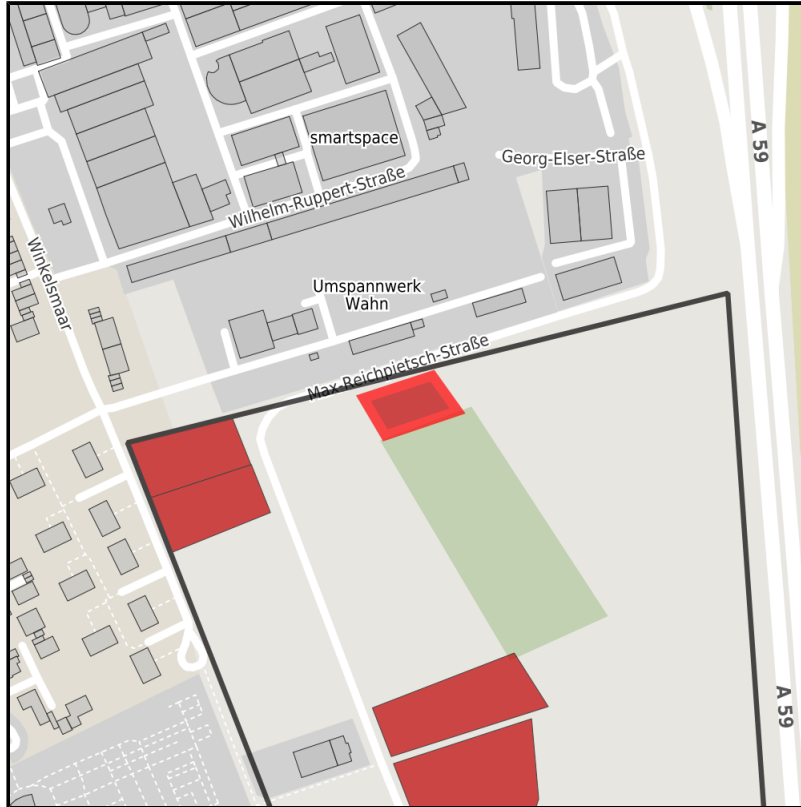 A 59
smartspace
Georg-Elser-Straße
Wilhelm-Ruppert-Straße
Winkelsmaar
Umspannwerk
Wahn
Max-Reichpietsch-Straße
A 59